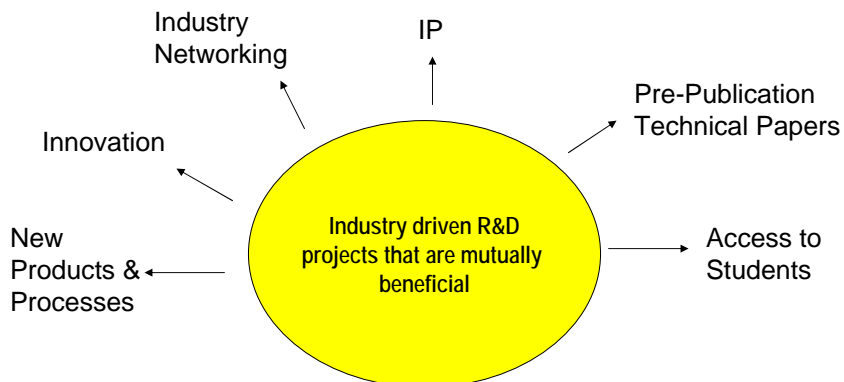 Industry
Networking
IP
Pre-Publication
Technical Papers
Innovation
Industry driven R&D
projects that are mutually
beneficial
New
Products &
Processes
Access to
Students